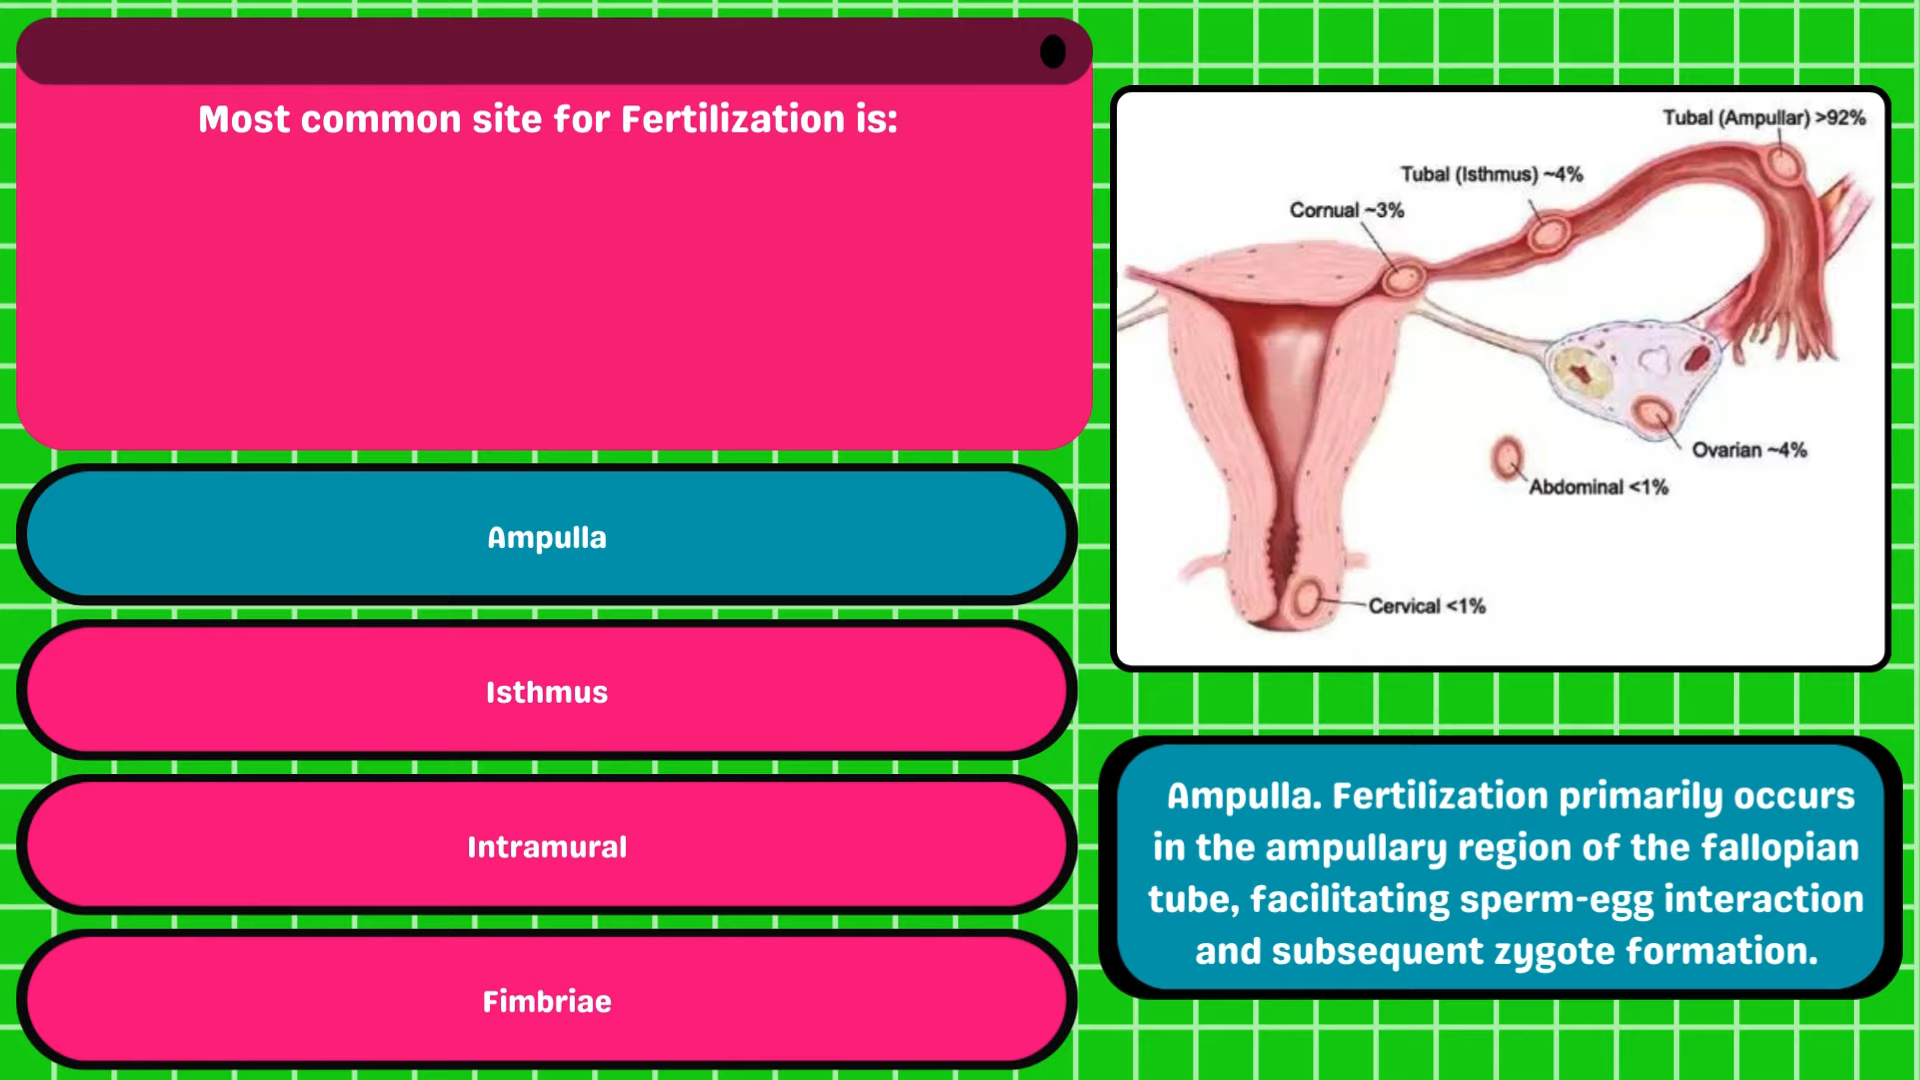 Most common site for Fertilization is:
Ampulla
Isthmus
Intramural
Fimbriae
Tubal (Ampullar) >92%
Tubal (Isthmus) ~4%
Cornual ~3%
Ovarian ~4%
Abdominal <1%
Cervical <1%
Ampulla. Fertilization primarily occurs
in the ampullary region of the fallopian
tube, facilitating sperm-egg interaction
and subsequent zygote formation.